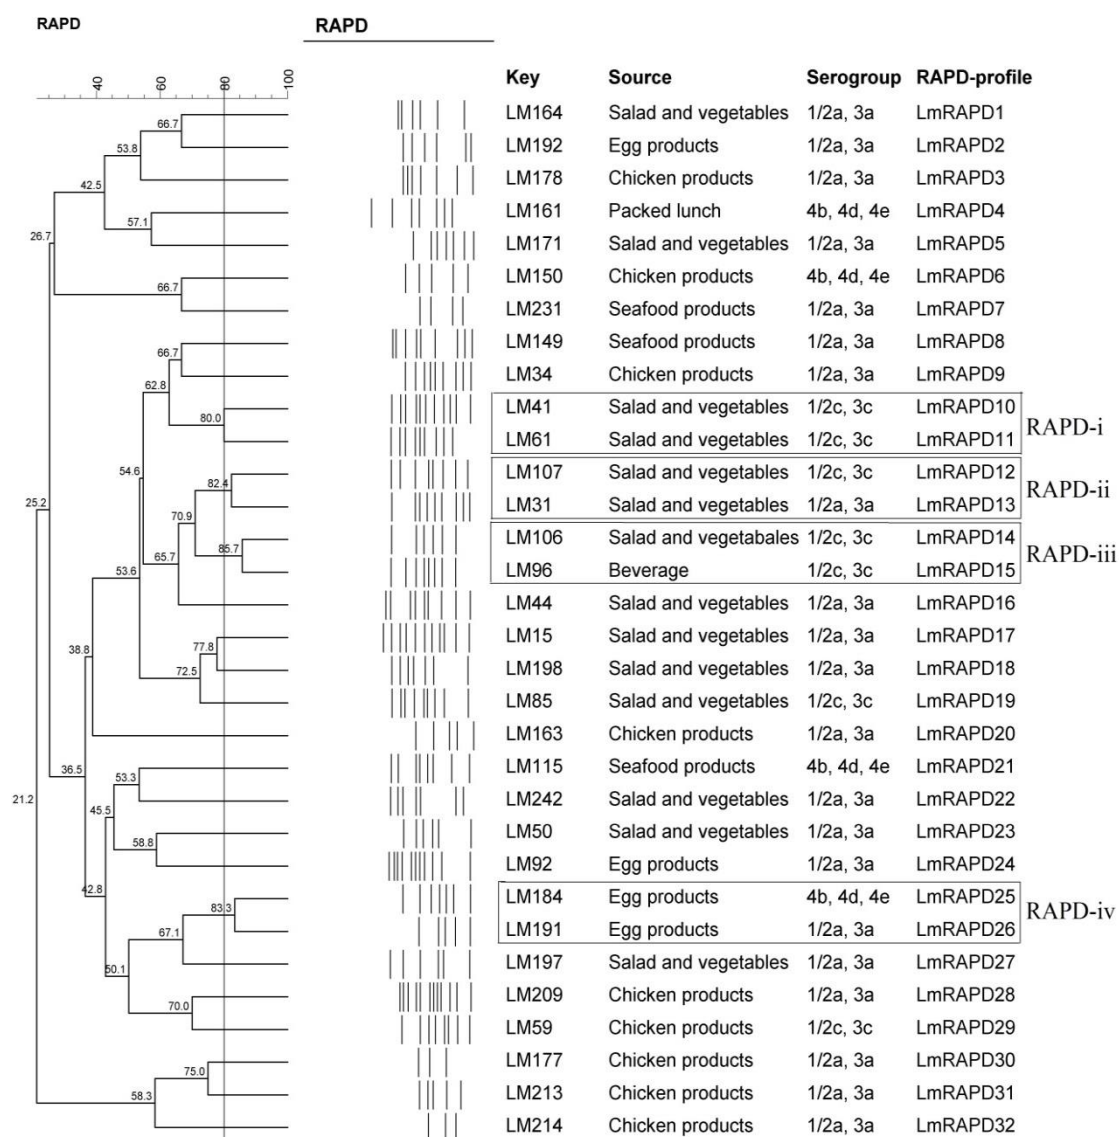 RAPD RAPD
40 60 80 100
Key Source Serogroup RAPD-profile
66.7 LM164 Salad and vegetables 1/2a, 3a LmRAPD1
53.8 LM192 Egg products 1/2a, 3a LmRAPD2
42.5 LM178 Chicken products 1/2a, 3a LmRAPD3
57.1 LM161 Packed lunch 4b, 4d, 4e LmRAPD4
26.7 LM171 Salad and vegetables 1/2a, 3a LmRAPD5
66.7 LM150 Chicken products 4b, 4d, 4e LmRAPD6
LM231 Seafood products 1/2a, 3a LmRAPD7
66.7 LM149 Seafood products 1/2a, 3a LmRAPD8
62.8 LM34 Chicken products 1/2a, 3a LmRAPD9
80.0 LM41 Salad and vegetables 1/2c, 3c LmRAPD10
RAPD-i
LM61 Salad and vegetables 1/2c, 3c LmRAPD11
54.6 82.4 LM107 Salad and vegetables 1/2c, 3c LmRAPD12
RAPD-ii
25.2 70.9 LM31 Salad and vegetables 1/2a, 3a LmRAPD13
65.7 85.7 LM106 Salad and vegetabales 1/2c, 3c LmRAPD14
RAPD-iii
53.6 LM96 Beverage 1/2c, 3c LmRAPD15
LM44 Salad and vegetables 1/2a, 3a LmRAPD16
38.8 77.8 LM15 Salad and vegetables 1/2a, 3a LmRAPD17
72.5 LM198 Salad and vegetables 1/2a, 3a LmRAPD18
LM85 Salad and vegetables 1/2c, 3c LmRAPD19
LM163 Chicken products 1/2a, 3a LmRAPD20
36.5 53.3 LM115 Seafood products 4b, 4d, 4e LmRAPD21
21.2 45.5 LM242 Salad and vegetables 1/2a, 3a LmRAPD22
58.8 LM50 Salad and vegetables 1/2a, 3a LmRAPD23
LM92 Egg products 1/2a, 3a LmRAPD24
42.8 83.3 LM184 Egg products 4b, 4d, 4e LmRAPD25
RAPD-iv
67.1 LM191 Egg products 1/2a, 3a LmRAPD26
50.1 LM197 Salad and vegetables 1/2a, 3a LmRAPD27
70.0 LM209 Chicken products 1/2a, 3a LmRAPD28
LM59 Chicken products 1/2c, 3c LmRAPD29
75.0 LM177 Chicken products 1/2a, 3a LmRAPD30
58.3 LM213 Chicken products 1/2a, 3a LmRAPD31
LM214 Chicken products 1/2a, 3a LmRAPD32